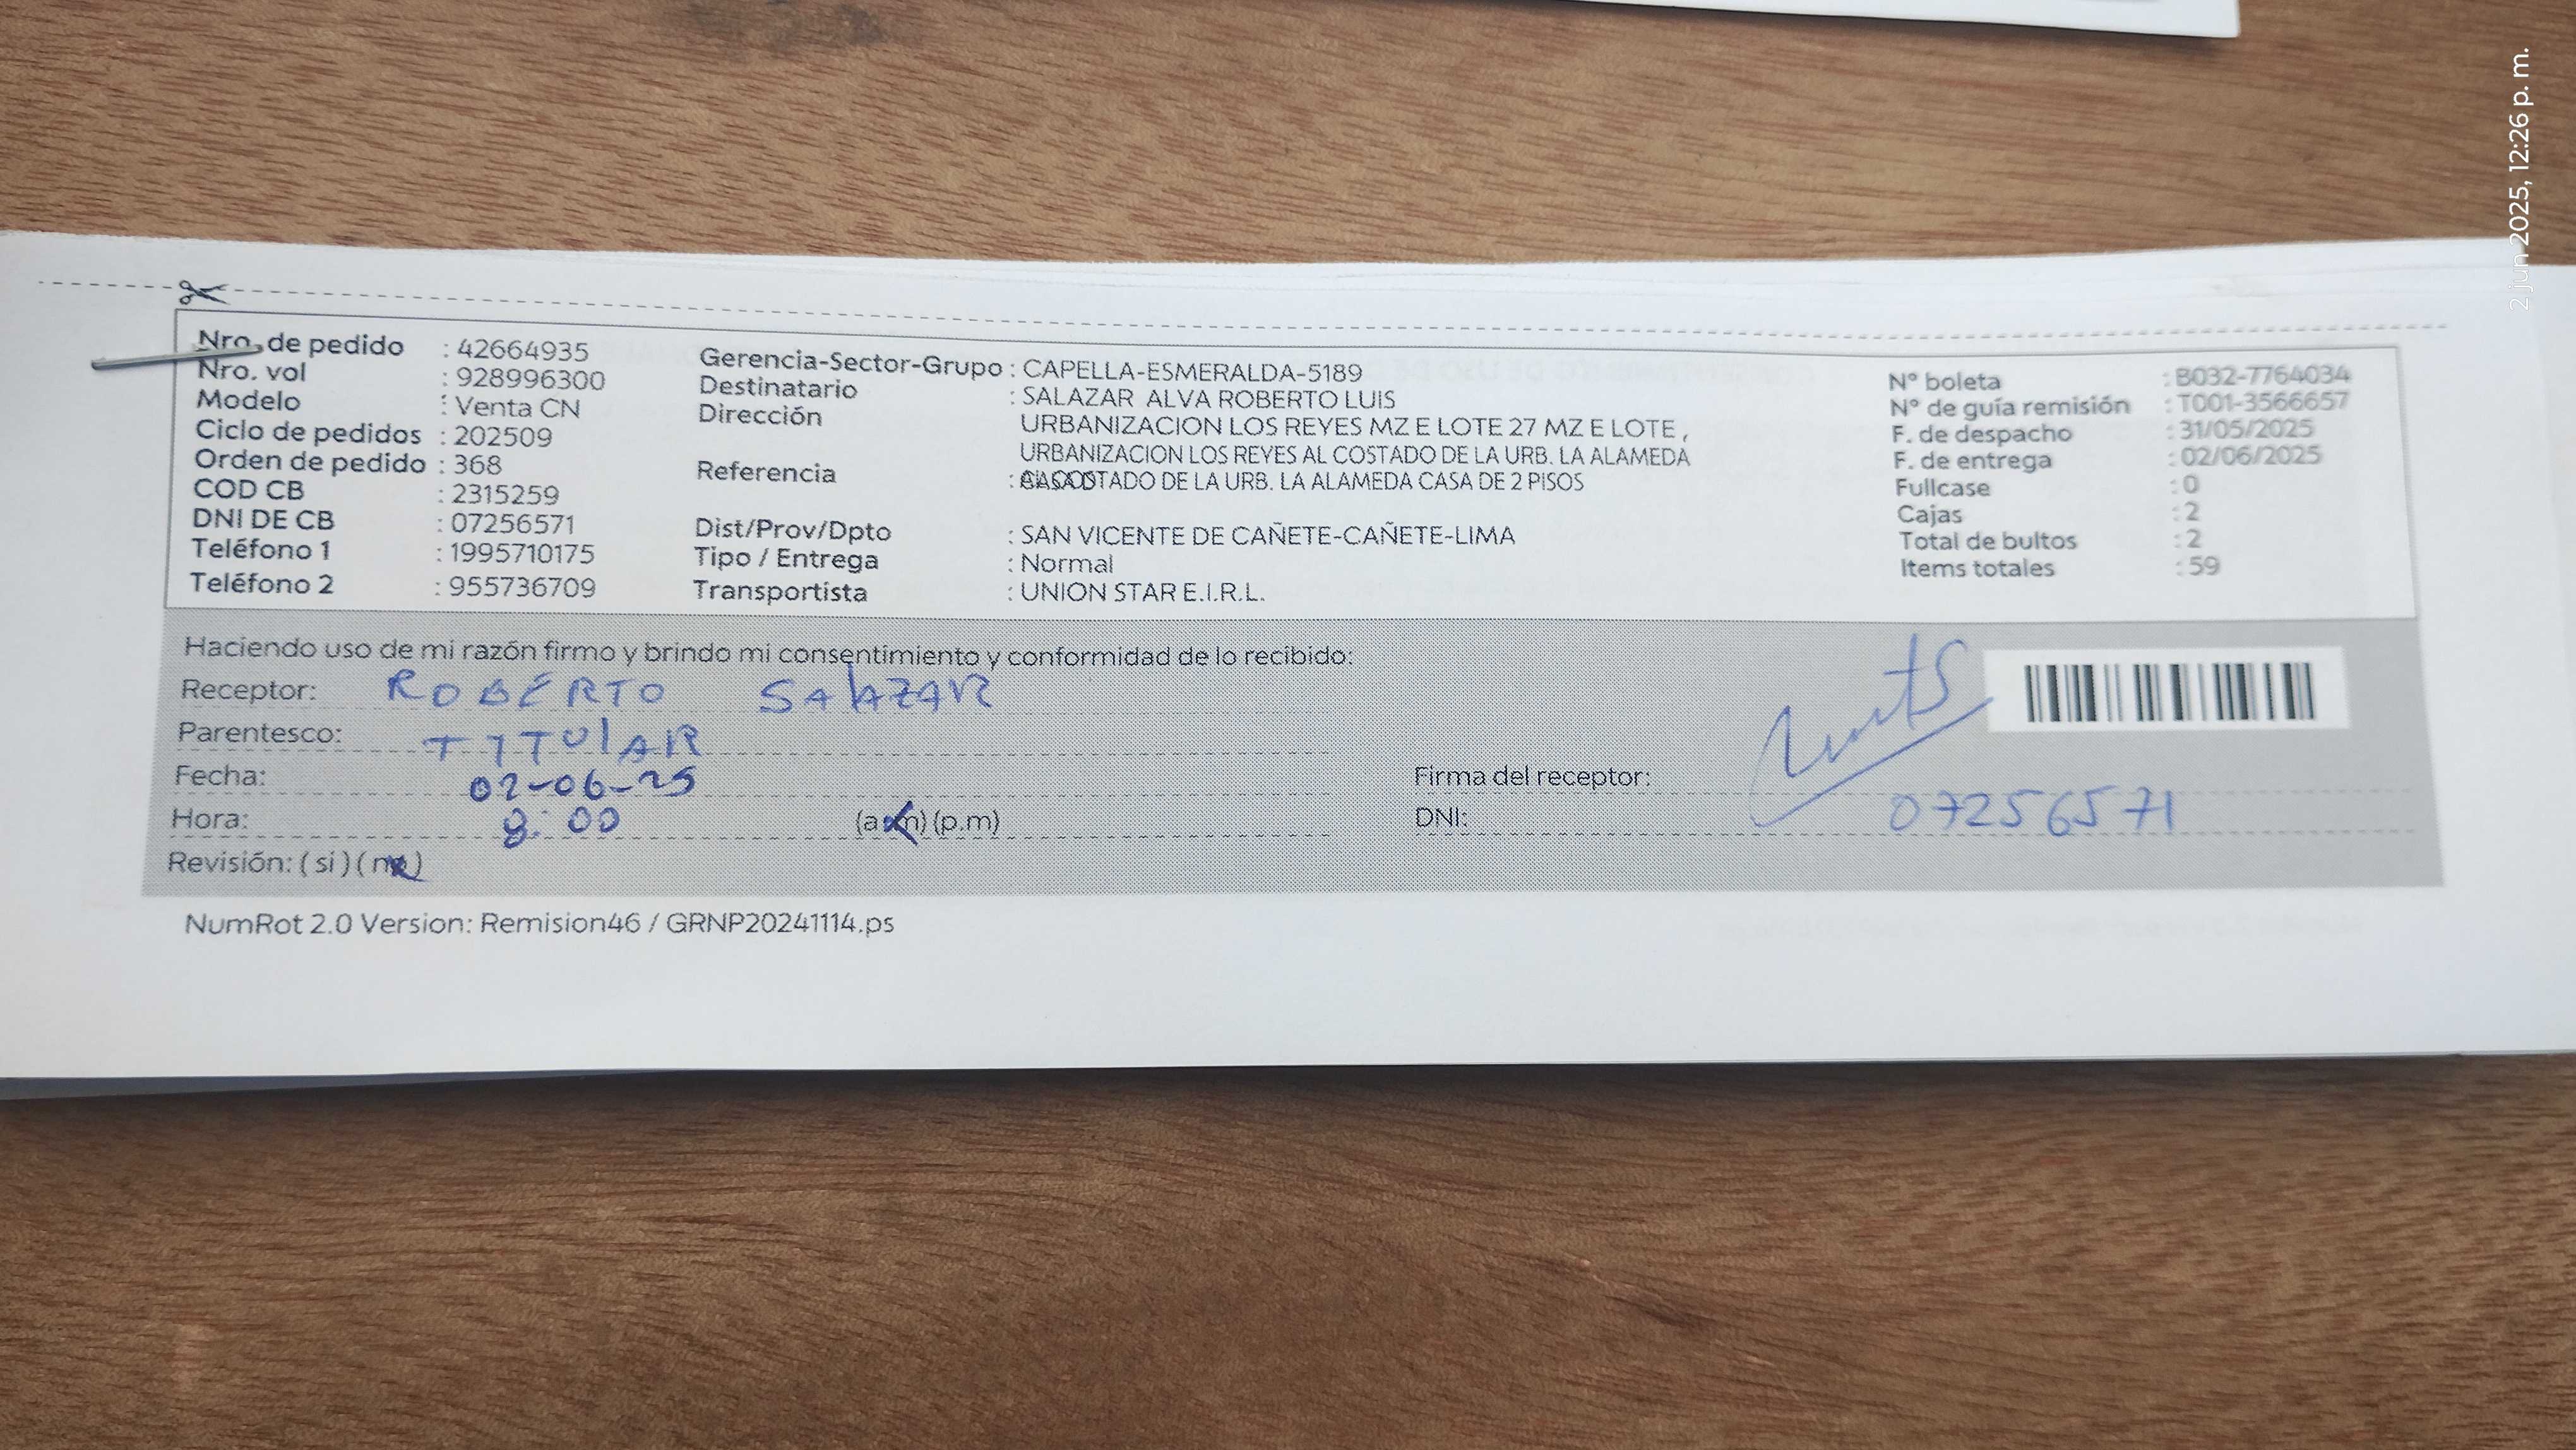 Nro. de pedido : 42664935
Nro. vol : 928996300
Modelo : Venta CN
Ciclo de pedidos : 202509
Orden de pedido : 368
COD CB : 2315259
DNI DE CB : 07256571
Teléfono 1 : 1995710175
Teléfono 2 : 955736709
Gerencia-Sector-Grupo : CAPELLA-ESMERALDA-5189
Destinatario : SALAZAR ALVA ROBERTO LUIS
Dirección URBANIZACION LOS REYES MZ E LOTE 27 MZ E LOTE ,
URBANIZACION LOS REYES AL COSTADO DE LA URB. LA ALAMEDA
Referencia : COSTADO DE LA URB. LA ALAMEDA CASA DE 2 PISOS
Dist/Prov/Dpto : SAN VICENTE DE CAÑETE-CAÑETE-LIMA
Tipo / Entrega : Normal
Transportista : UNION STAR E.I.R.L.
N° boleta : B032-7764034
N° de guía remisión : T001-3566657
F. de despacho : 31/05/2025
F. de entrega : 02/06/2025
Fullcase : 0
Cajas : 2
Total de bultos : 2
Items totales : 59
Haciendo uso de mi razón firmo y brindo mi consentimiento y conformidad de lo recibido:
Receptor: ROBERTO SALAZAR
Parentesco: TITULAR
Fecha: 02-06-25
Hora: 8:00 (a.m) (p.m)
Revisión: ( si ) ( no )
Firma del receptor:
DNI: 07256571
NumRot 2.0 Version: Remision46 / GRNP20241114.ps
2 jun 2025, 12:26 p. m.